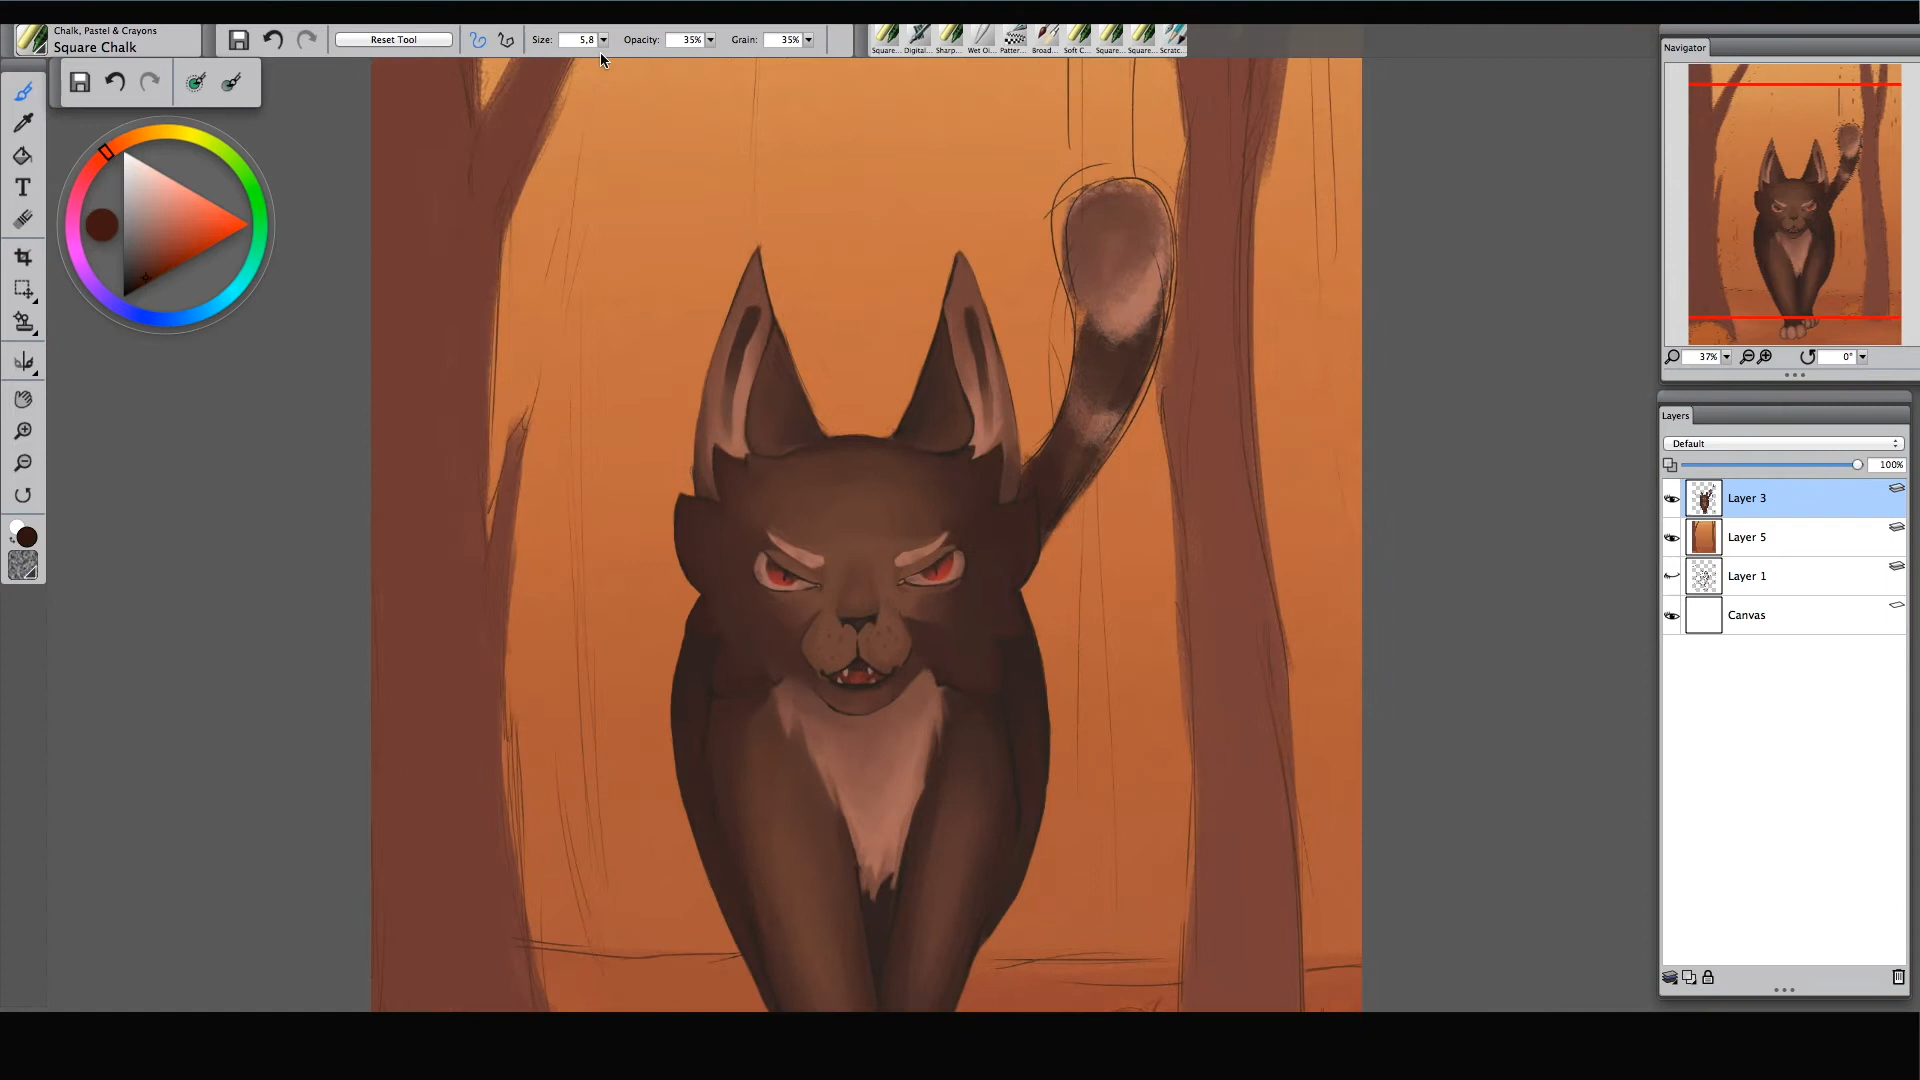 Chalk, Pastel & Crayons
Square Chalk
Reset Tool
Size: 5,8
Opacity: 35%
Grain: 35%
Square... Digital... Sharp... Wet Oi... Patter... Broad... Soft C... Square... Square... Scratc...
T
Navigator
37%
0°
Layers
Default
100%
Layer 3
Layer 5
Layer 1
Canvas